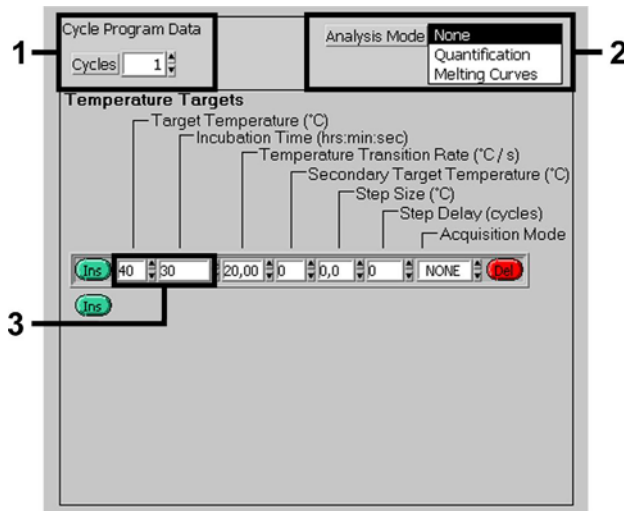 Cycle Program Data
Cycles 1
Analysis Mode None
Quantification
Melting Curves
1
2
Temperature Targets
Target Temperature (°C)
Incubation Time (hrs:min:sec)
Temperature Transition Rate (°C / s)
Secondary Target Temperature (°C)
Step Size (°C)
Step Delay (cycles)
Acquisition Mode
Ins 40 30 20,00 0 0,0 0 NONE Del
Ins
3